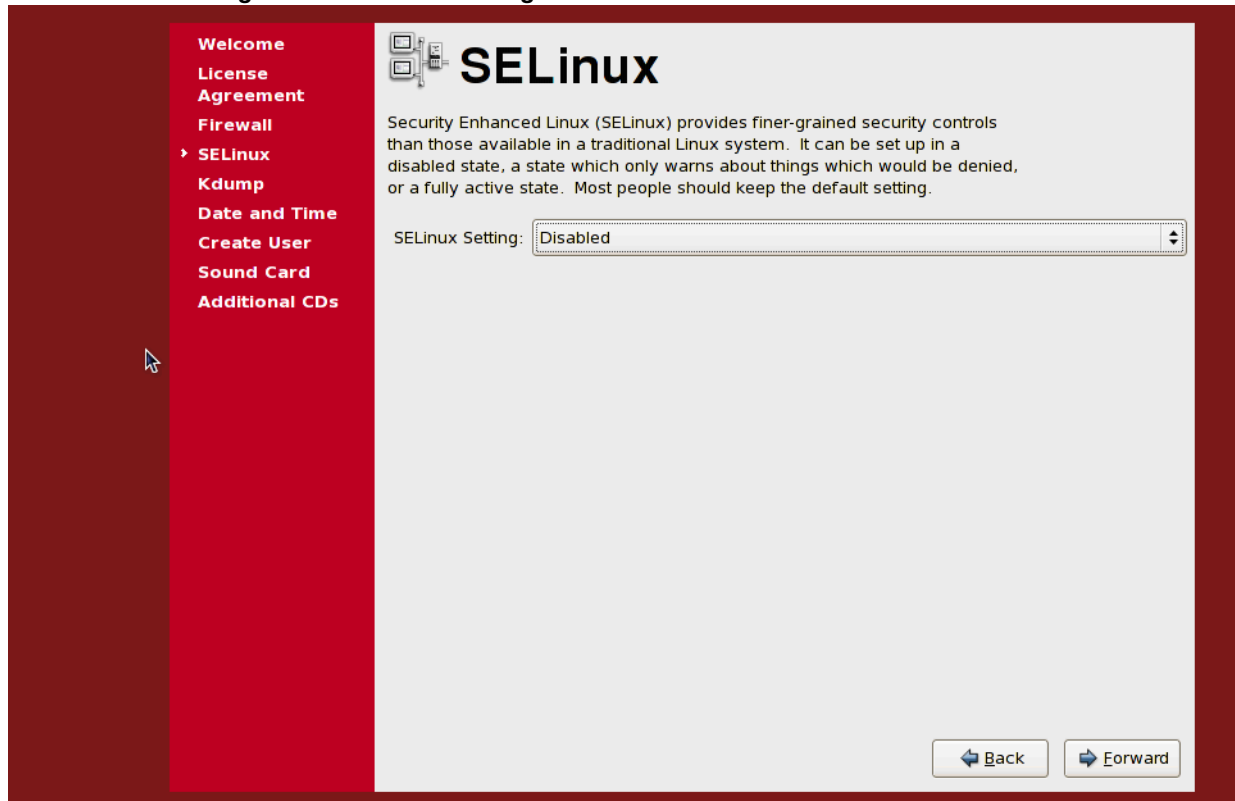 Welcome
License
Agreement
Firewall
SELinux
Kdump
Date and Time
Create User
Sound Card
Additional CDs
SELinux
Security Enhanced Linux (SELinux) provides finer-grained security controls
than those available in a traditional Linux system. It can be set up in a
disabled state, a state which only warns about things which would be denied,
or a fully active state. Most people should keep the default setting.
SELinux Setting: Disabled
Back
Forward